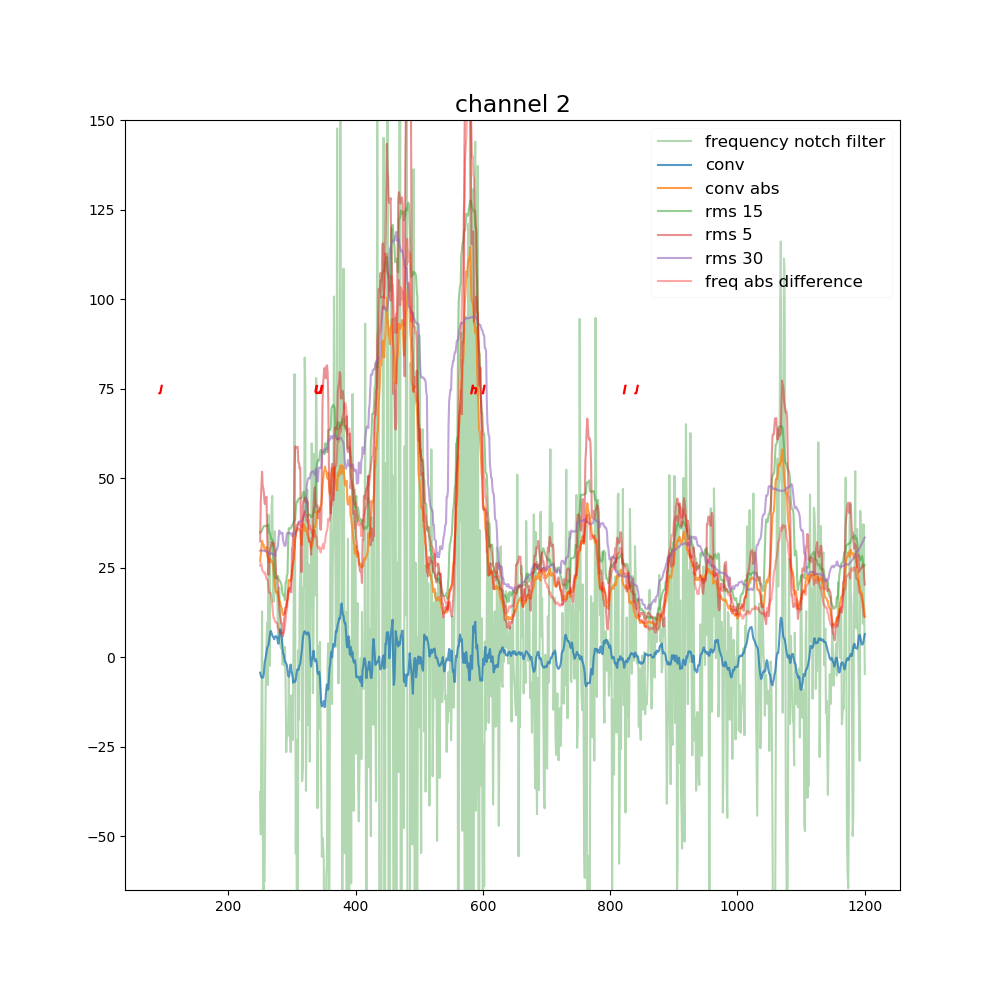 channel 2
150
125
100
75
50
25
0
−25
−50
200
400
600
800
1000
1200
frequency notch filter
conv
conv abs
rms 15
rms 5
rms 30
freq abs difference